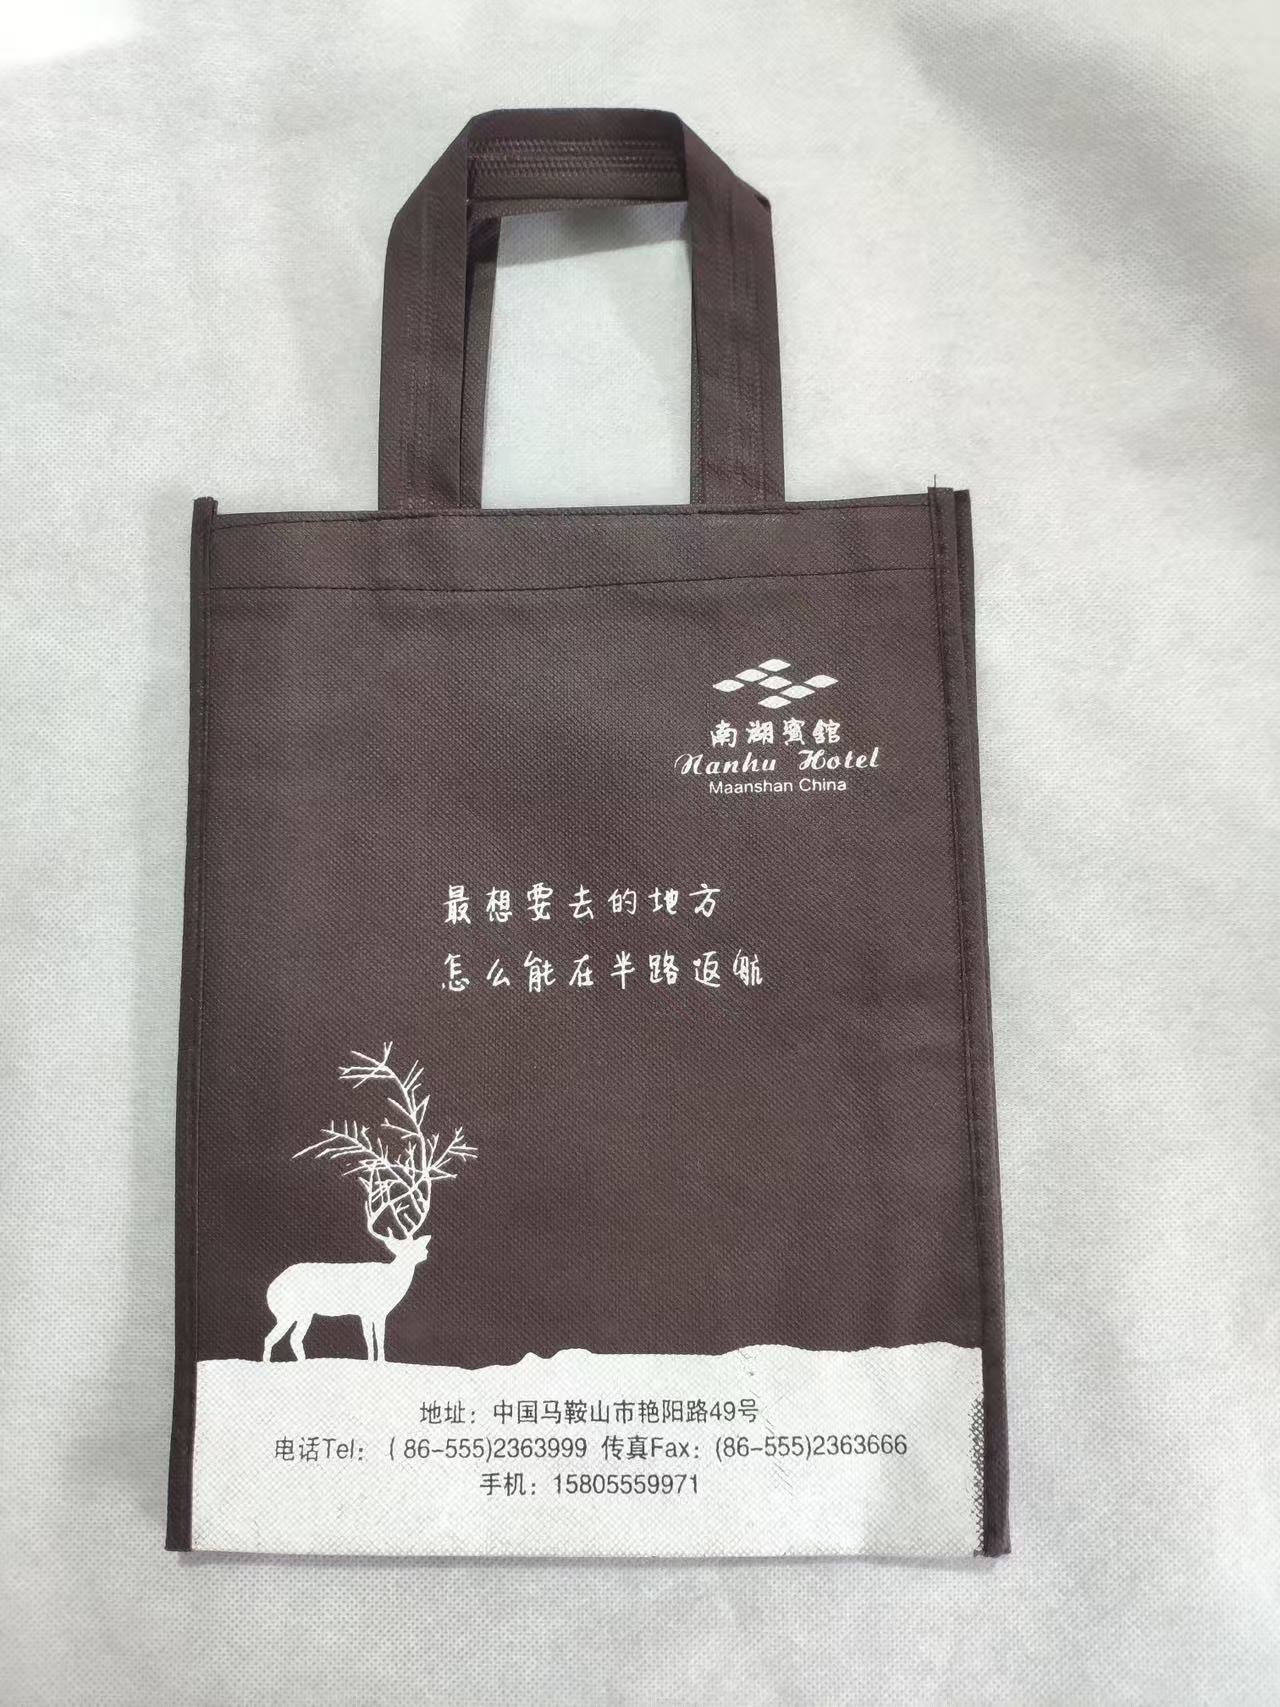 南湖賓館
Nanhu Hotel
Maanshan China
最想要去的地方
怎么能在半路返航
地址：中国马鞍山市艳阳路49号
电话Tel：(86-555)2363999 传真Fax：(86-555)2363666
手机：15805559971